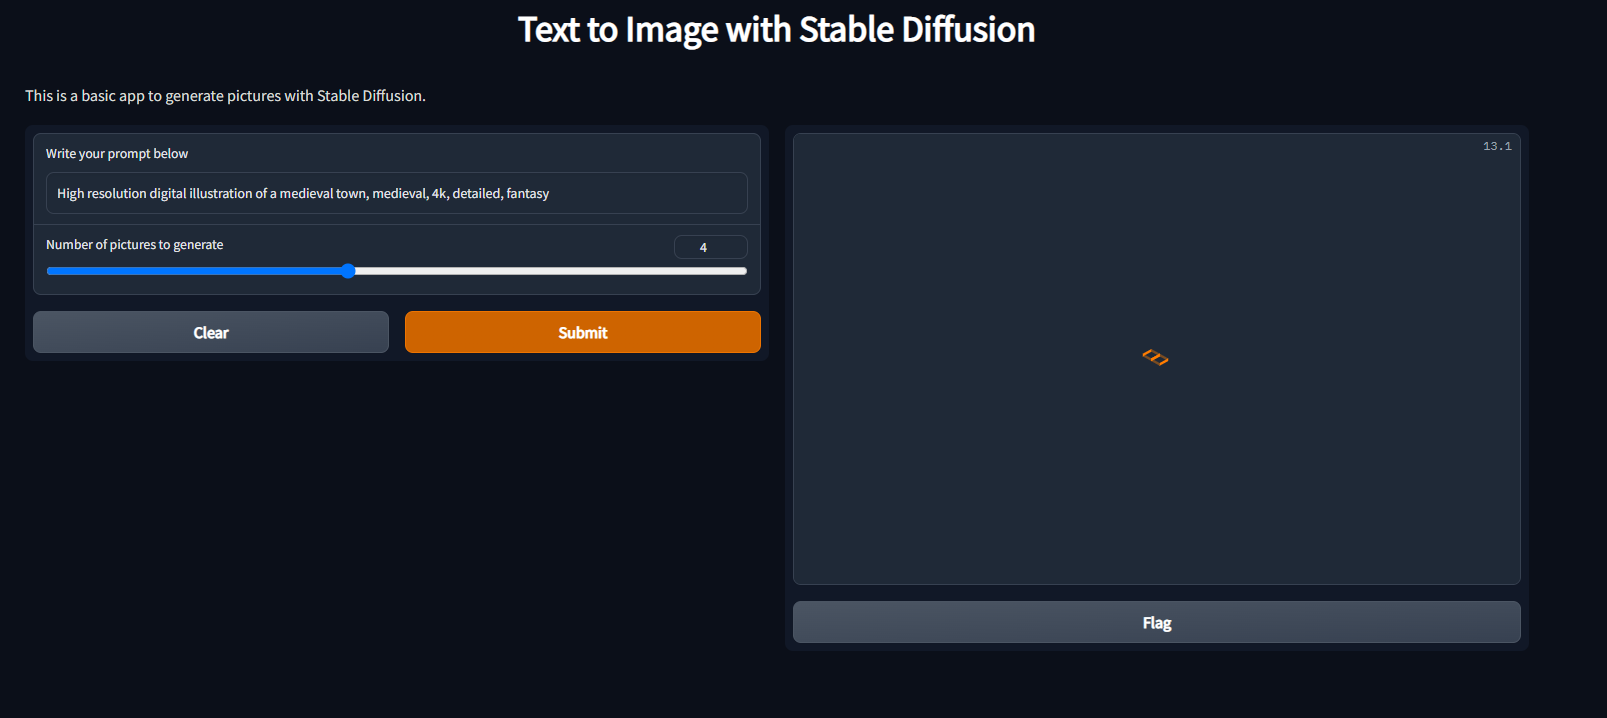 Text to Image with Stable Diffusion
This is a basic app to generate pictures with Stable Diffusion.
Write your prompt below
High resolution digital illustration of a medieval town, medieval, 4k, detailed, fantasy
Number of pictures to generate
4
Clear
Submit
13.1
Flag